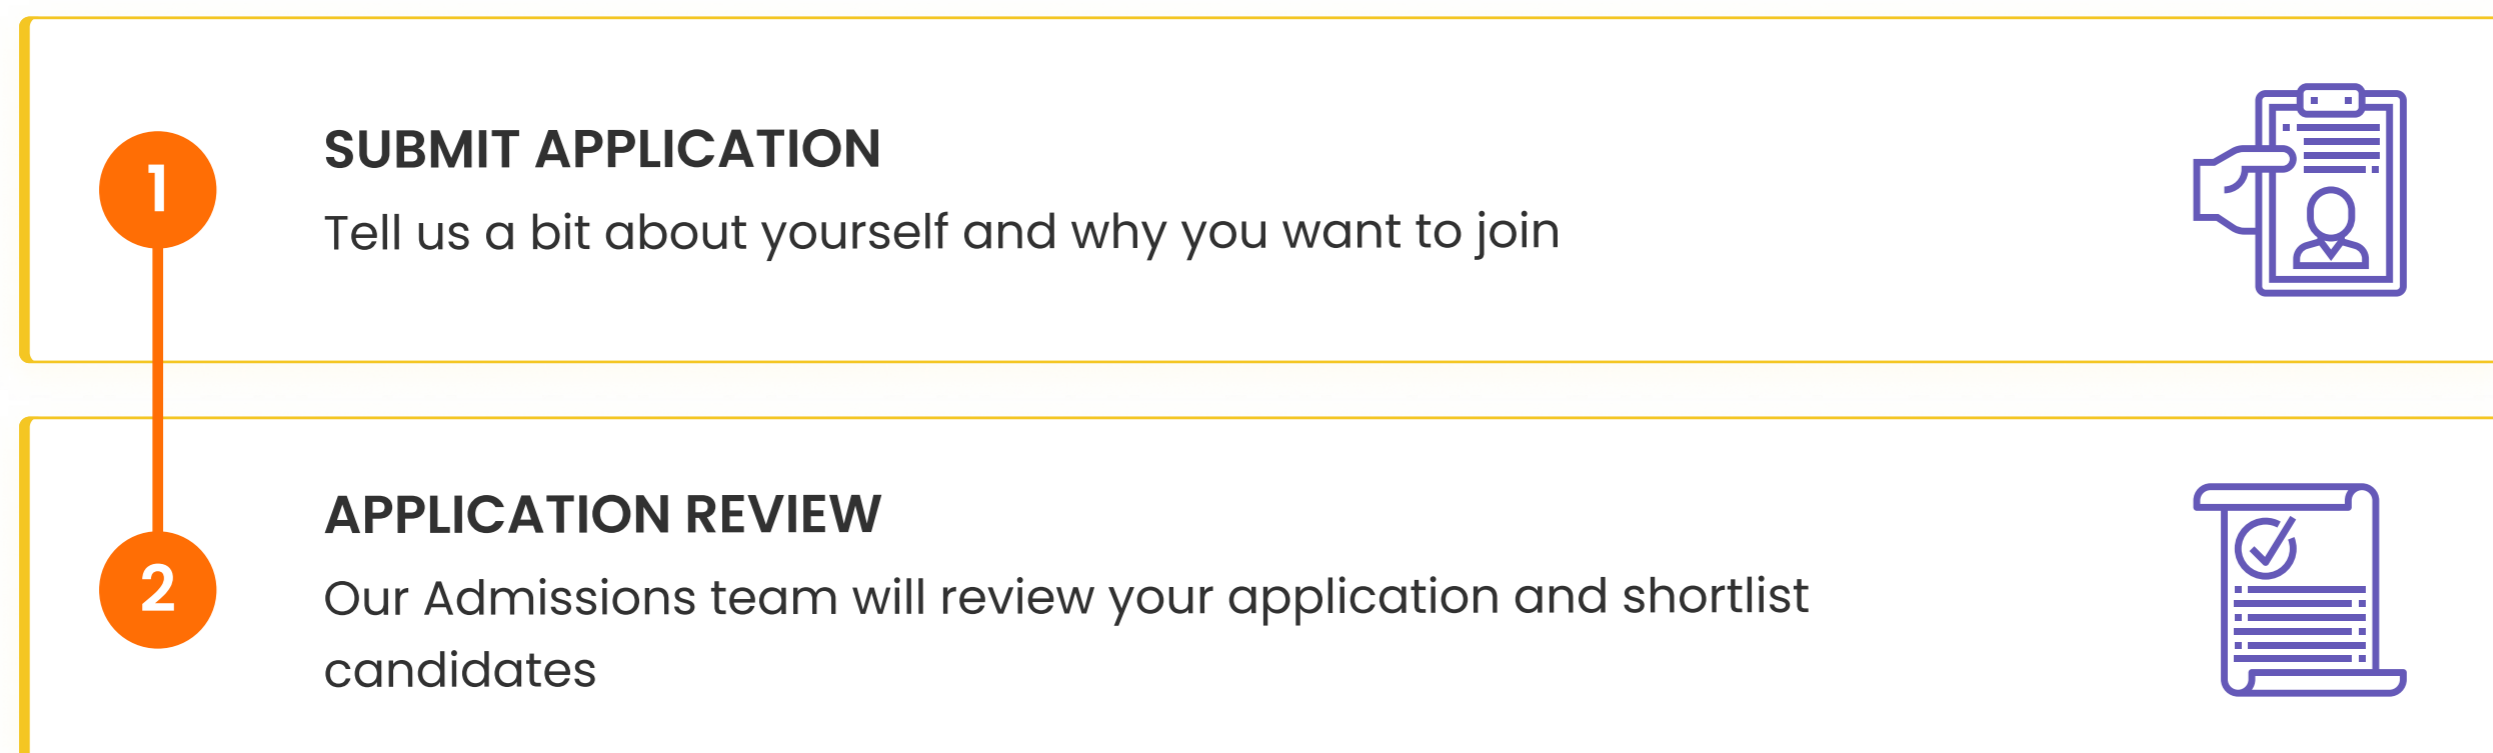 1
SUBMIT APPLICATION
Tell us a bit about yourself and why you want to join
2
APPLICATION REVIEW
Our Admissions team will review your application and shortlist
candidates